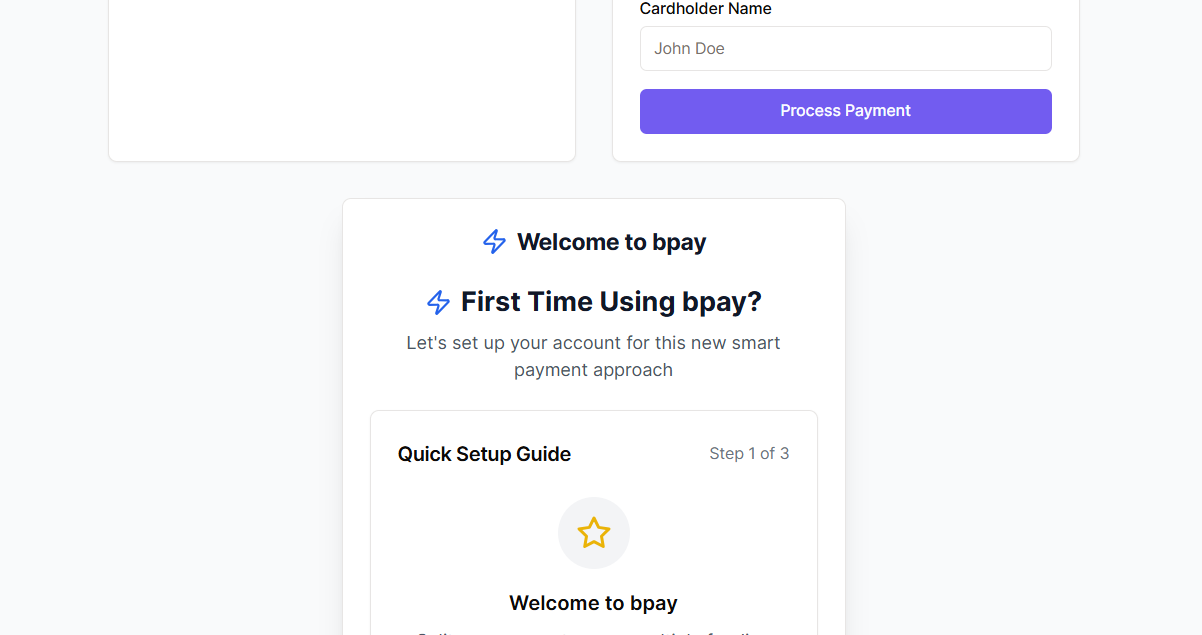 Cardholder Name
John Doe
Process Payment
Welcome to bpay
First Time Using bpay?
Let's set up your account for this new smart
payment approach
Quick Setup Guide
Step 1 of 3
Welcome to bpay